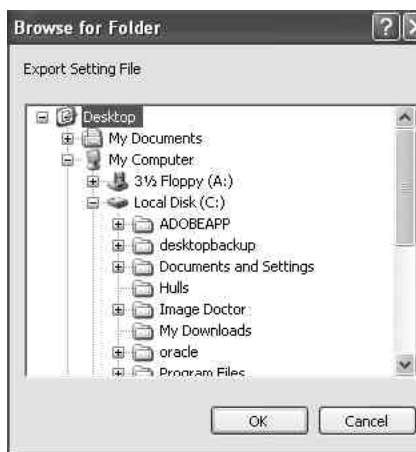 Browse for Folder
Export Setting File
Desktop
My Documents
My Computer
3½ Floppy (A:)
Local Disk (C:)
ADOBEAPP
desktopbackup
Documents and Settings
Hulls
Image Doctor
My Downloads
oracle
Program Files
OK
Cancel